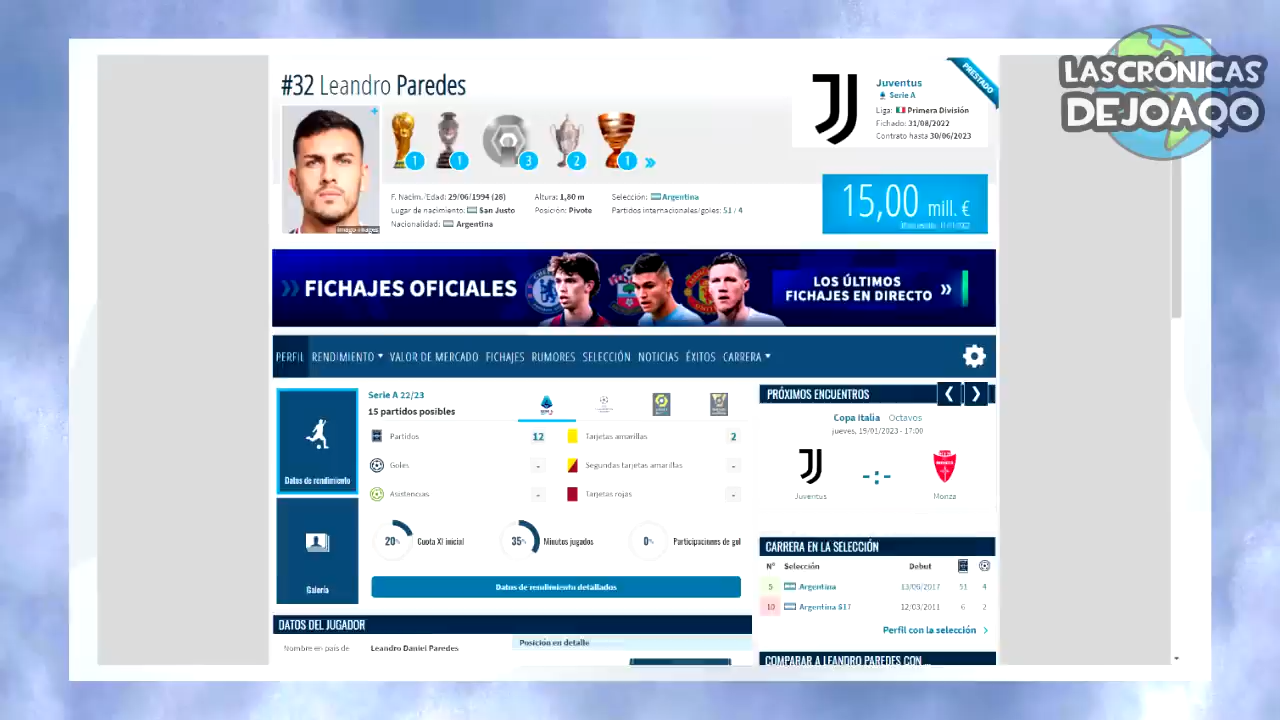 LASCRÓNICAS
DEJOAQO
#32 Leandro Paredes
PRESTADO
Juventus
Serie A
Liga: Primera División
Fichado: 31/08/2022
Contrato hasta 30/06/2023
1
1
3
2
1
»
15,00 mill. €
F. Nacim./Edad: 29/06/1994 (28)
Lugar de nacimiento: San Justo
Nacionalidad: Argentina
Altura: 1,80 m
Posición: Pivote
Selección: Argentina
Partidos internacionales/goles: 51 / 4
Imago Images
» FICHAJES OFICIALES
LOS ÚLTIMOS
FICHAJES EN DIRECTO »
PERFIL RENDIMIENTO VALOR DE MERCADO FICHAJES RUMORES SELECCIÓN NOTICIAS ÉXITOS CARRERA
Datos de rendimiento
Galería
Serie A 22/23
15 partidos posibles
Partidos 12 Tarjetas amarillas 2
Goles - Segundas tarjetas amarillas -
Asistencias - Tarjetas rojas -
20% Cuota XI inicial 35% Minutos jugados 0% Participaciones de gol
Datos de rendimiento detallados
PRÓXIMOS ENCUENTROS
Copa Italia Octavos
jueves, 19/01/2023 - 17:00
-:-
Juventus Monza
CARRERA EN LA SELECCIÓN
Nº Selección Debut
5 Argentina 13/06/2017 51 4
10 Argentina S17 12/03/2011 6 2
Perfil con la selección
DATOS DEL JUGADOR
Nombre en país de Leandro Daniel Paredes
Posición en detalle
COMPARAR A LEANDRO PAREDES CON ...